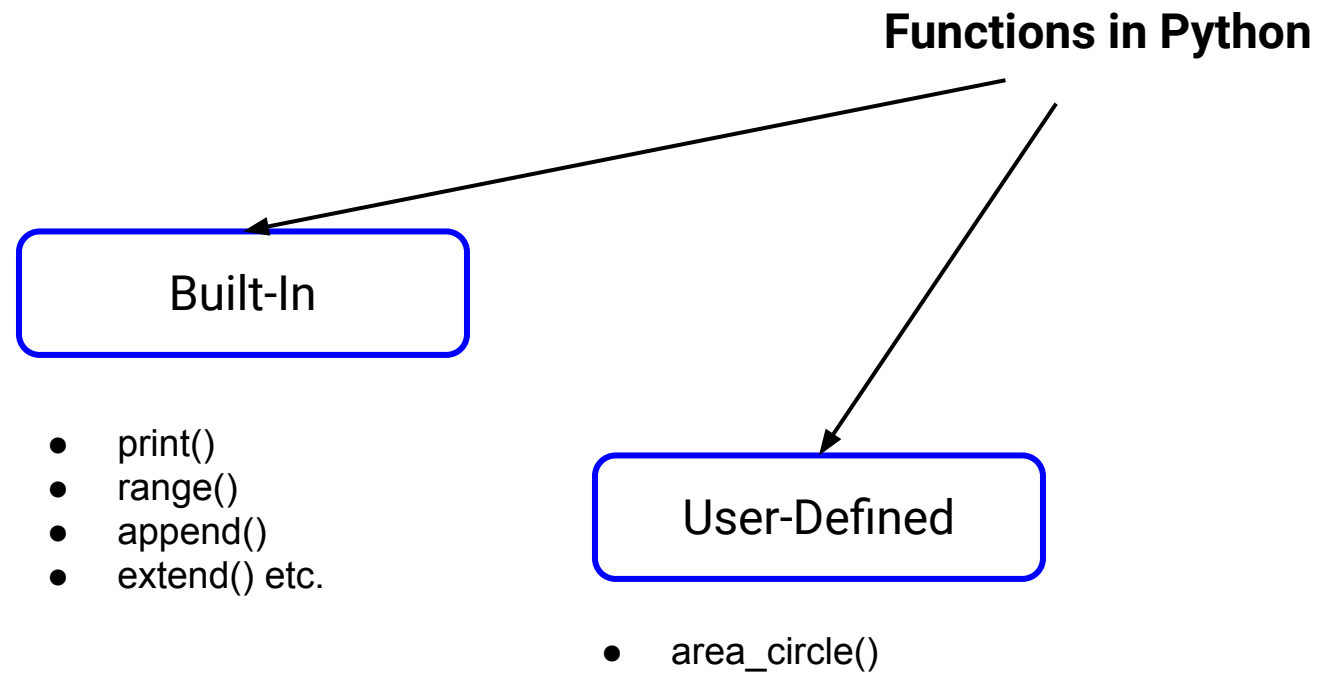 Functions in Python
Built-In
● print()
● range()
● append()
● extend() etc.
User-Defined
● area_circle()